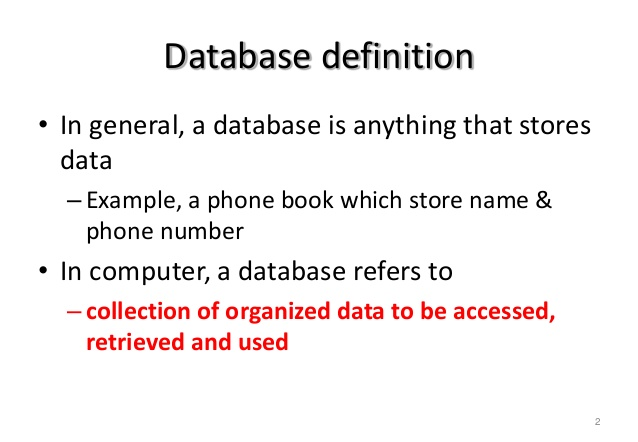 Database definition
• In general, a database is anything that stores
data
– Example, a phone book which store name &
phone number
• In computer, a database refers to
– collection of organized data to be accessed,
retrieved and used
2